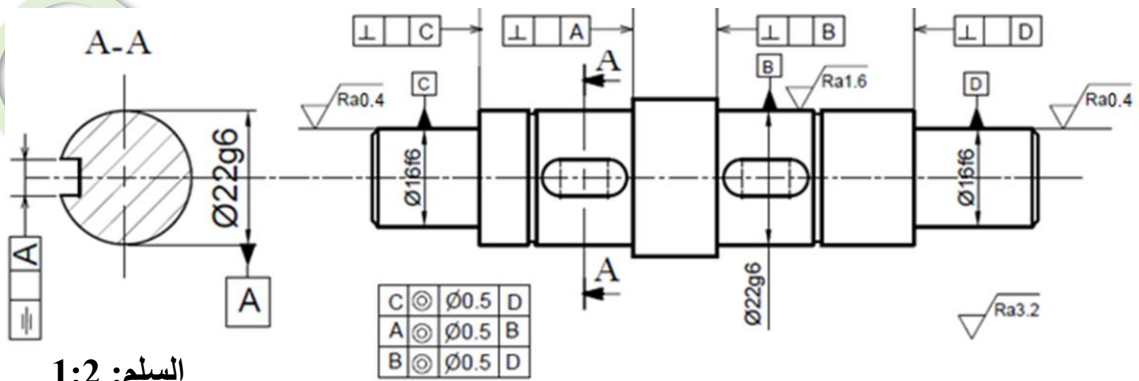 A-A
⊥ C
⊥ A
⊥ B
⊥ D
A
Ra0.4
C
B
Ra1.6
D
Ra0.4
Ø22g6
Ø16f6
Ø16f6
A
A
A
Ø22g6
C ◎ Ø0.5 D
A ◎ Ø0.5 B
B ◎ Ø0.5 D
Ra3.2
السلم: 1:2